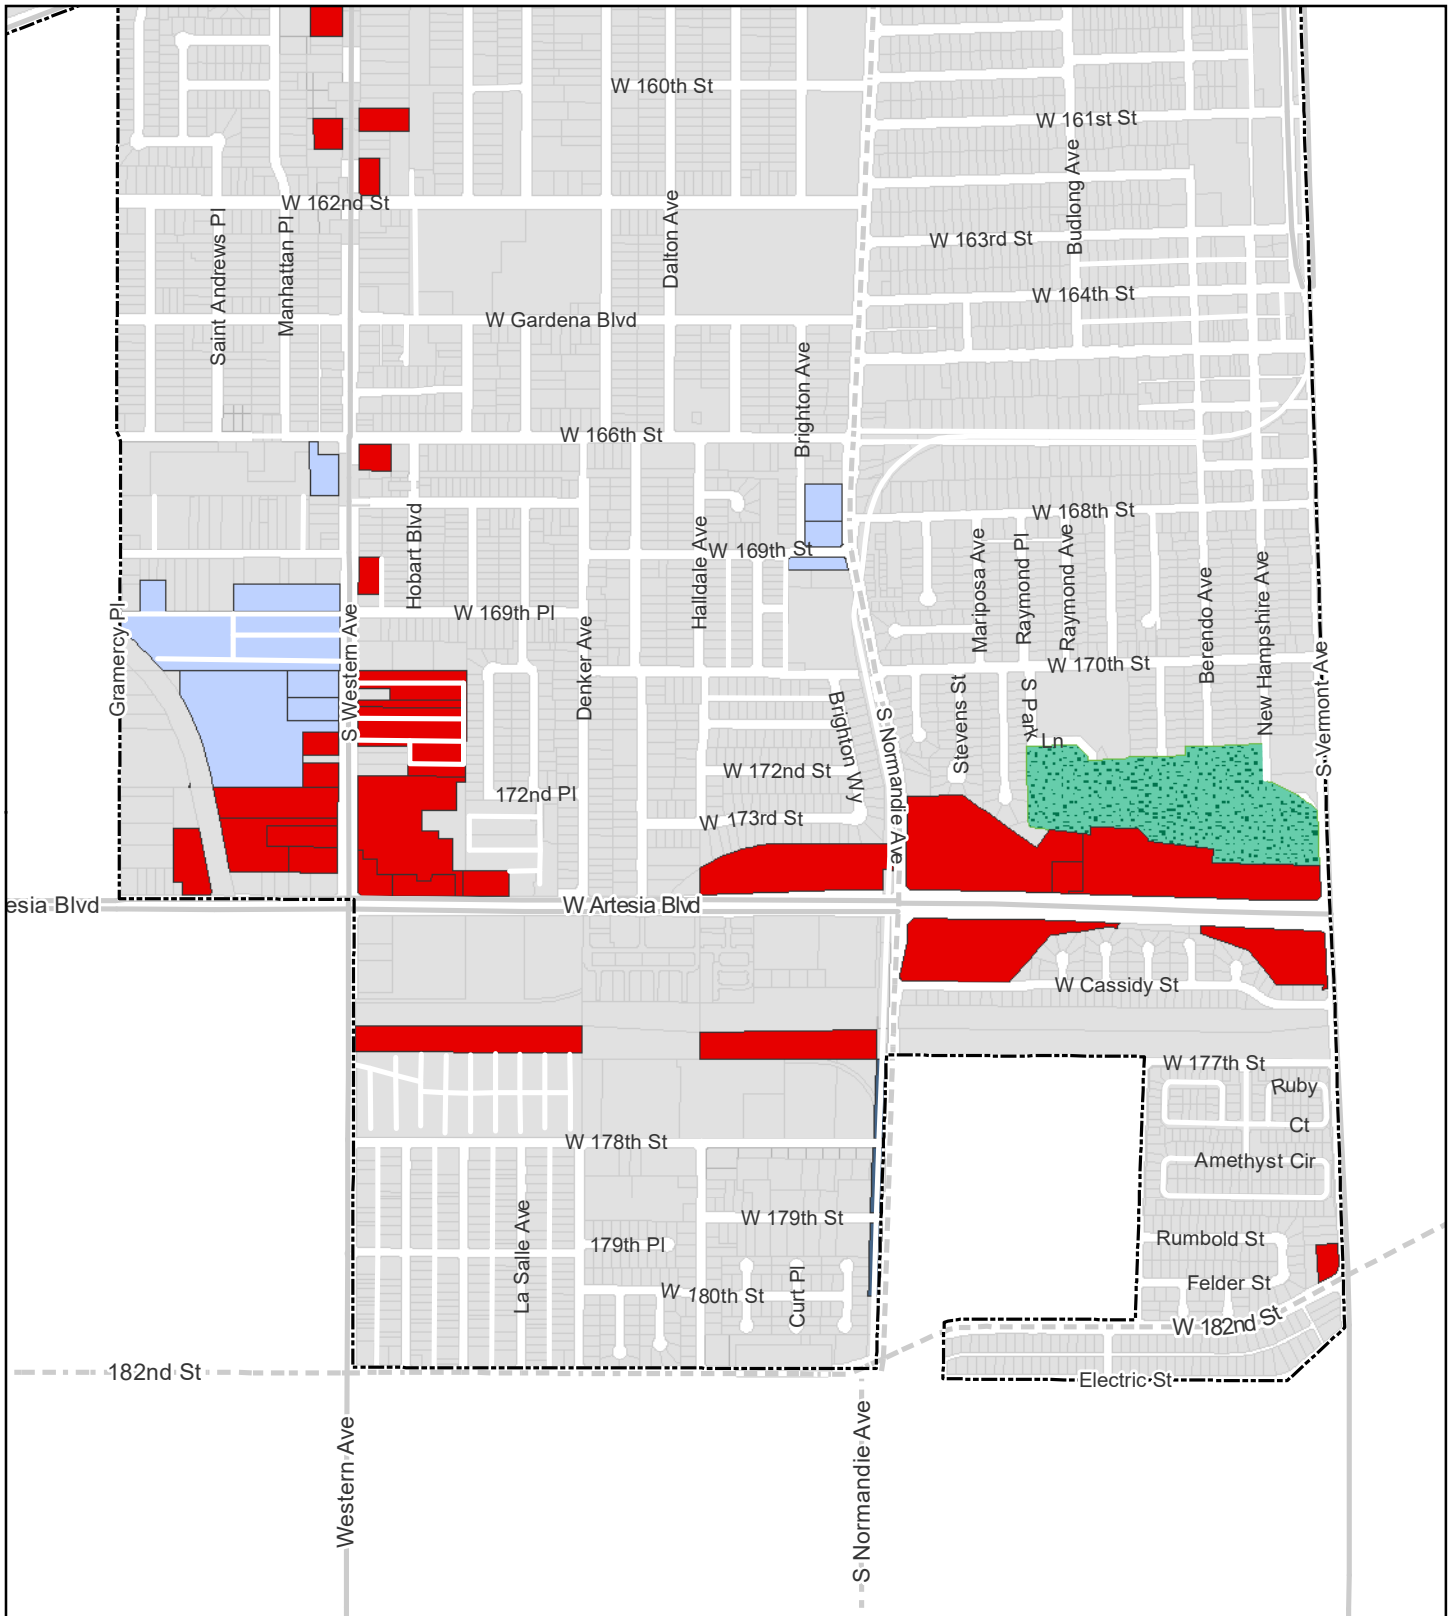 W 160th St
W 161st St
Budlong Ave
W 162nd St
Saint Andrews Pl
Manhattan Pl
Dalton Ave
W 163rd St
W 164th St
W Gardena Blvd
Brighton Ave
W 166th St
Hobart Blvd
Halldale Ave
W 168th St
W 169th St
Mariposa Ave
Raymond Pl
Raymond Ave
Berendo Ave
New Hampshire Ave
Gramercy Pl
S Western Ave
W 169th Pl
Denker Ave
S Vermont Ave
W 170th St
Brighton Wy
S Normandie Ave
Stevens St
S Park
Ln
W 172nd St
172nd Pl
W 173rd St
esia Blvd
W Artesia Blvd
W Cassidy St
W 177th St
Ruby
Ct
W 178th St
Amethyst Cir
La Salle Ave
W 179th St
179th Pl
Rumbold St
W 180th St
Curt Pl
Felder St
W 182nd St
182nd St
Electric St
Western Ave
S Normandie Ave